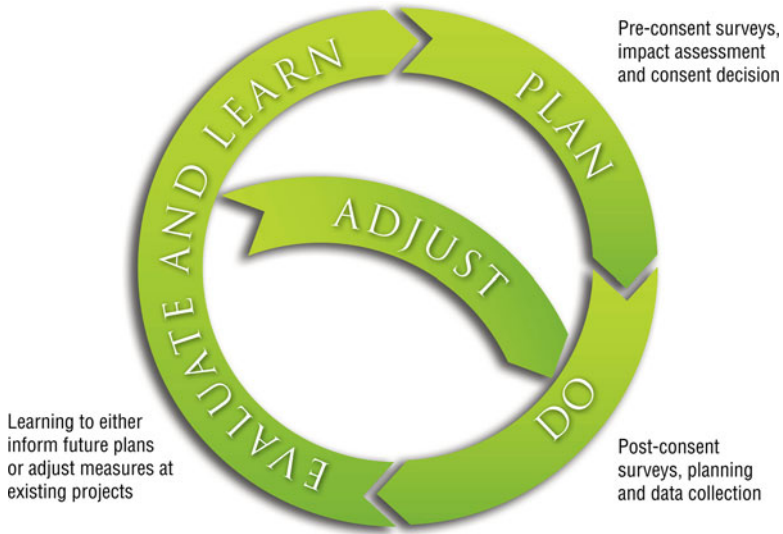 Pre-consent surveys,
impact assessment
and consent decision
PLAN
ADJUST
DO
EVALUATE AND LEARN
Learning to either
inform future plans
or adjust measures at
existing projects
Post-consent
surveys, planning
and data collection